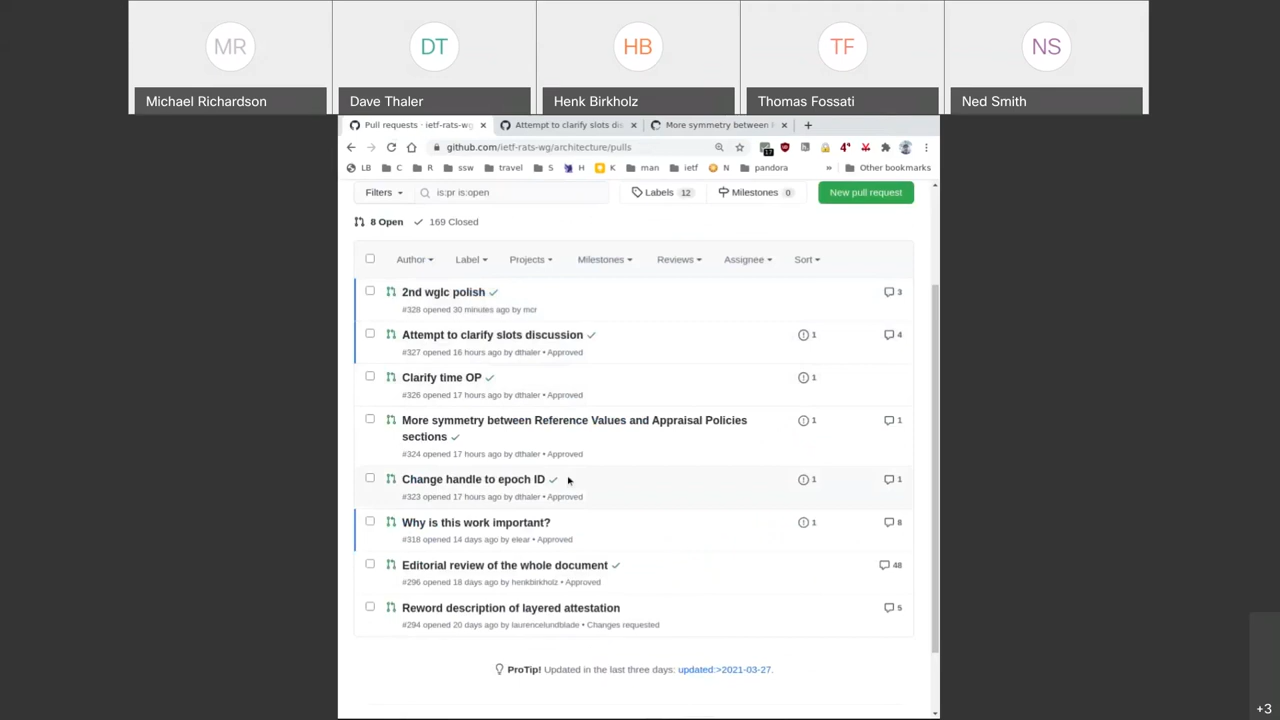 MR
DT
HB
TF
NS
Michael Richardson
Dave Thaler
Henk Birkholz
Thomas Fossati
Ned Smith
Pull requests · ietf-rats-wg
Attempt to clarify slots dis
More symmetry between
github.com/ietf-rats-wg/architecture/pulls
17
LB
C
R
ssw
travel
S
H
K
man
ietf
N
pandora
»
Other bookmarks
Filters
is:pr is:open
Labels 12
Milestones 0
New pull request
8 Open
169 Closed
Author
Label
Projects
Milestones
Reviews
Assignee
Sort
2nd wglc polish
3
#328 opened 30 minutes ago by mcr
Attempt to clarify slots discussion
1
4
#327 opened 16 hours ago by dthaler • Approved
Clarify time OP
1
#326 opened 17 hours ago by dthaler • Approved
More symmetry between Reference Values and Appraisal Policies
sections
1
1
#324 opened 17 hours ago by dthaler • Approved
Change handle to epoch ID
1
1
#323 opened 17 hours ago by dthaler • Approved
Why is this work important?
1
8
#318 opened 14 days ago by elear • Approved
Editorial review of the whole document
48
#296 opened 18 days ago by henkbirkholz • Approved
Reword description of layered attestation
5
#294 opened 20 days ago by laurencelundblade • Changes requested
ProTip! Updated in the last three days: updated:>2021-03-27.
+3